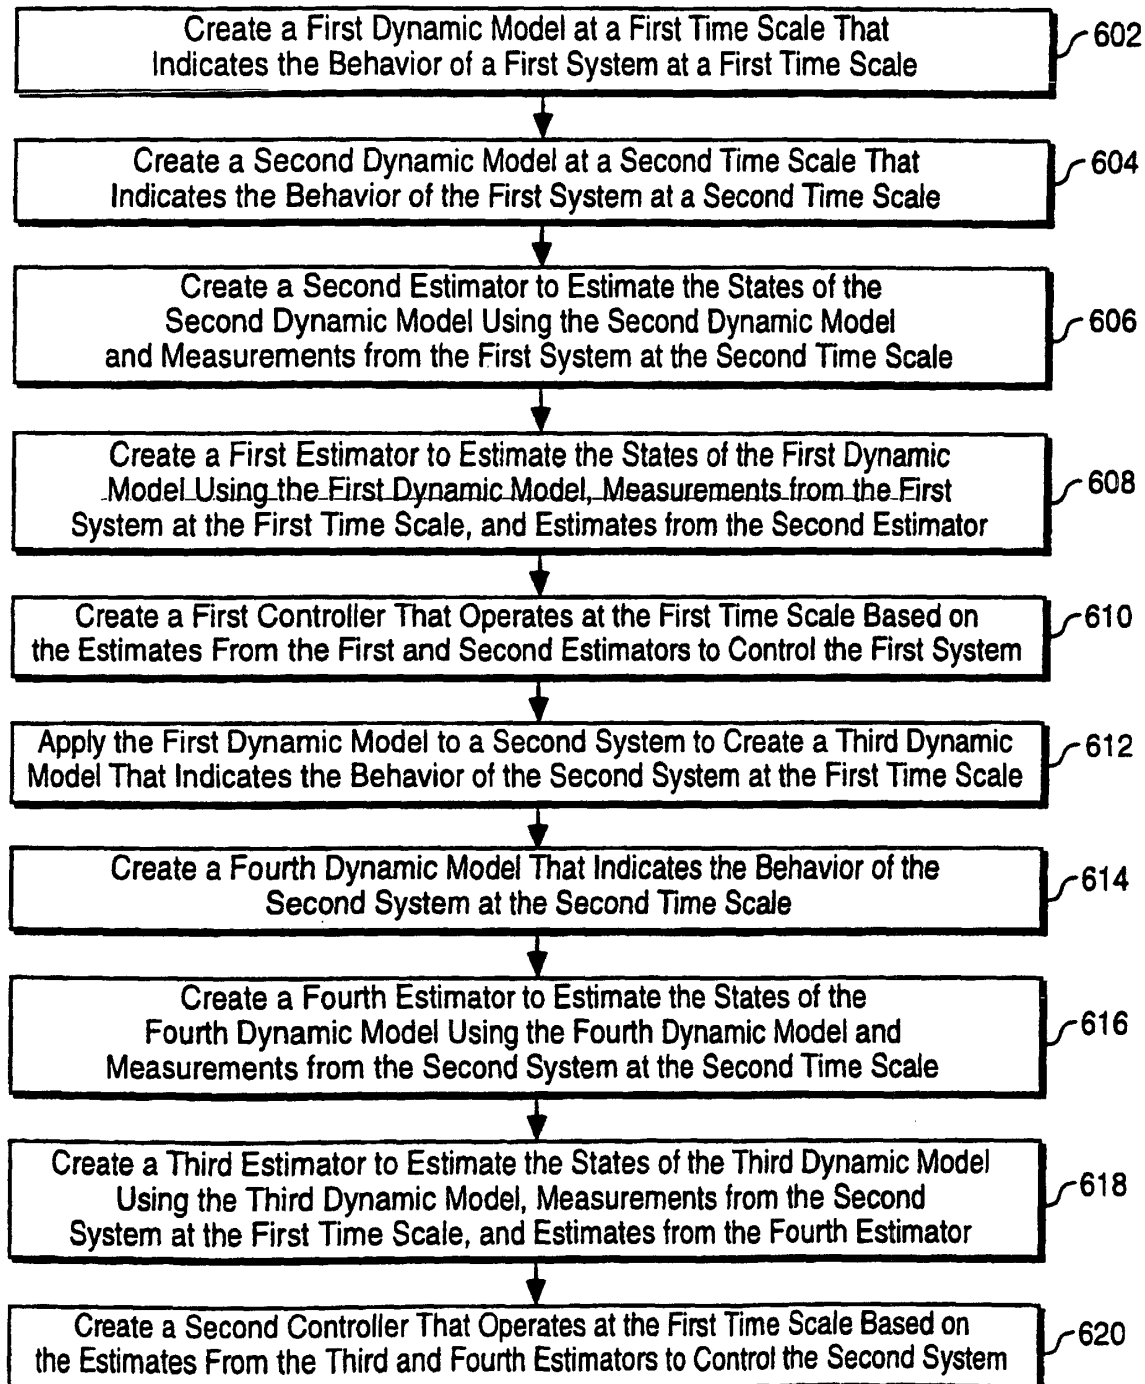 Create a First Dynamic Model at a First Time Scale That
Indicates the Behavior of a First System at a First Time Scale
602
Create a Second Dynamic Model at a Second Time Scale That
Indicates the Behavior of the First System at a Second Time Scale
604
Create a Second Estimator to Estimate the States of the
Second Dynamic Model Using the Second Dynamic Model
and Measurements from the First System at the Second Time Scale
606
Create a First Estimator to Estimate the States of the First Dynamic
Model Using the First Dynamic Model, Measurements from the First
System at the First Time Scale, and Estimates from the Second Estimator
608
Create a First Controller That Operates at the First Time Scale Based on
the Estimates From the First and Second Estimators to Control the First System
610
Apply the First Dynamic Model to a Second System to Create a Third Dynamic
Model That Indicates the Behavior of the Second System at the First Time Scale
612
Create a Fourth Dynamic Model That Indicates the Behavior of the
Second System at the Second Time Scale
614
Create a Fourth Estimator to Estimate the States of the
Fourth Dynamic Model Using the Fourth Dynamic Model and
Measurements from the Second System at the Second Time Scale
616
Create a Third Estimator to Estimate the States of the Third Dynamic Model
Using the Third Dynamic Model, Measurements from the Second
System at the First Time Scale, and Estimates from the Fourth Estimator
618
Create a Second Controller That Operates at the First Time Scale Based on
the Estimates From the Third and Fourth Estimators to Control the Second System
620